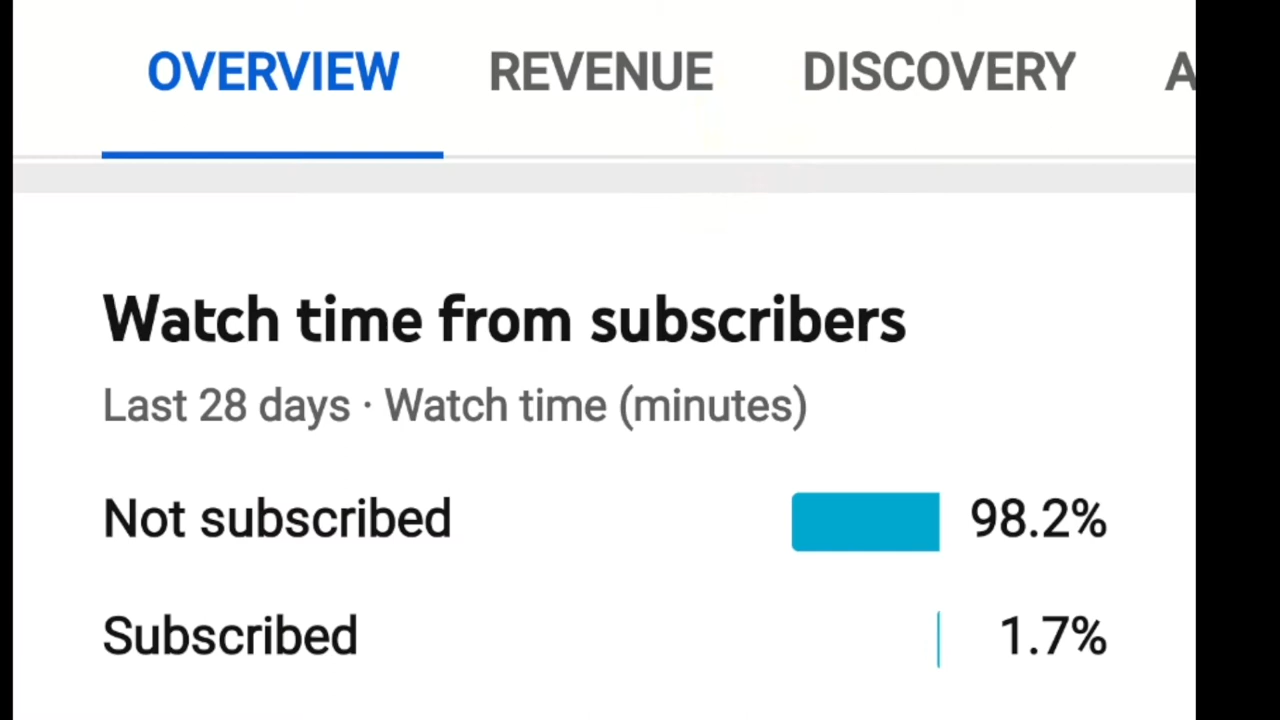 OVERVIEW REVENUE DISCOVERY A
Watch time from subscribers
Last 28 days · Watch time (minutes)
Not subscribed 98.2%
Subscribed 1.7%